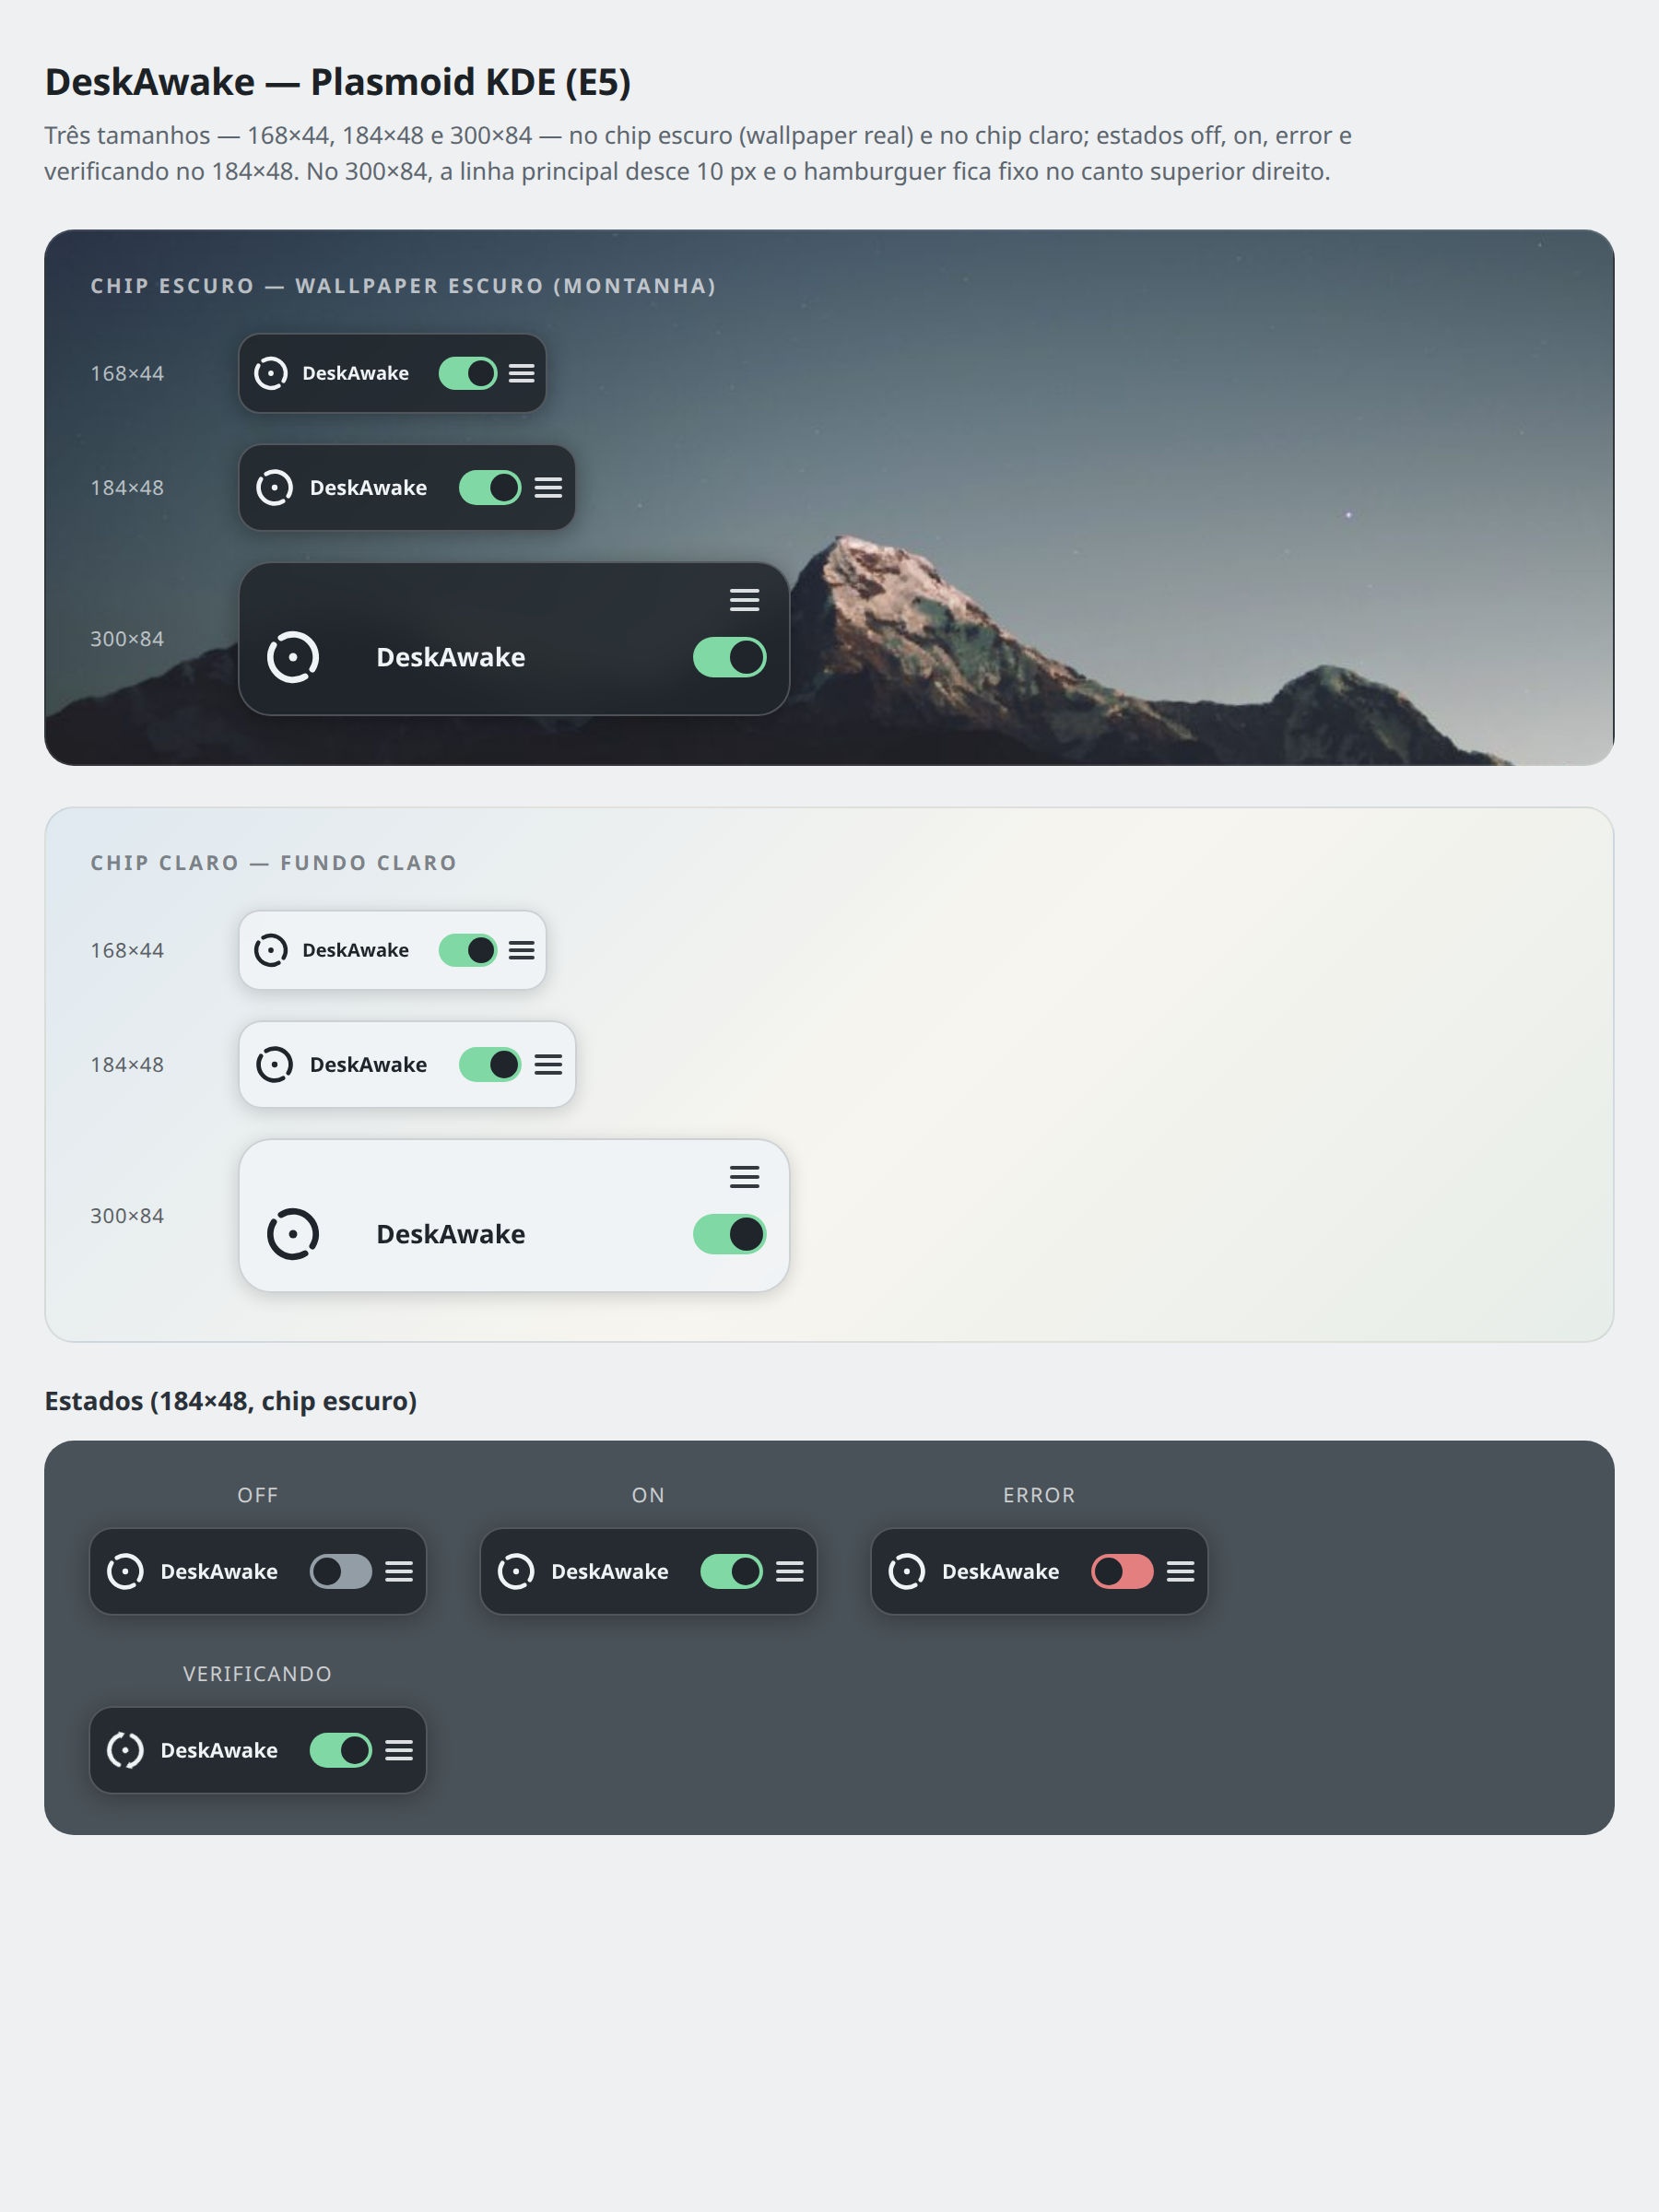 DeskAwake — Plasmoid KDE (E5)
Três tamanhos — 168×44, 184×48 e 300×84 — no chip escuro (wallpaper real) e no chip claro; estados off, on, error e
verificando no 184×48. No 300×84, a linha principal desce 10 px e o hamburguer fica fixo no canto superior direito.
CHIP ESCURO — WALLPAPER ESCURO (MONTANHA)
168×44 DeskAwake
184×48 DeskAwake
300×84 DeskAwake
CHIP CLARO — FUNDO CLARO
168×44 DeskAwake
184×48 DeskAwake
300×84 DeskAwake
Estados (184×48, chip escuro)
OFF ON ERROR
DeskAwake DeskAwake DeskAwake
VERIFICANDO
DeskAwake